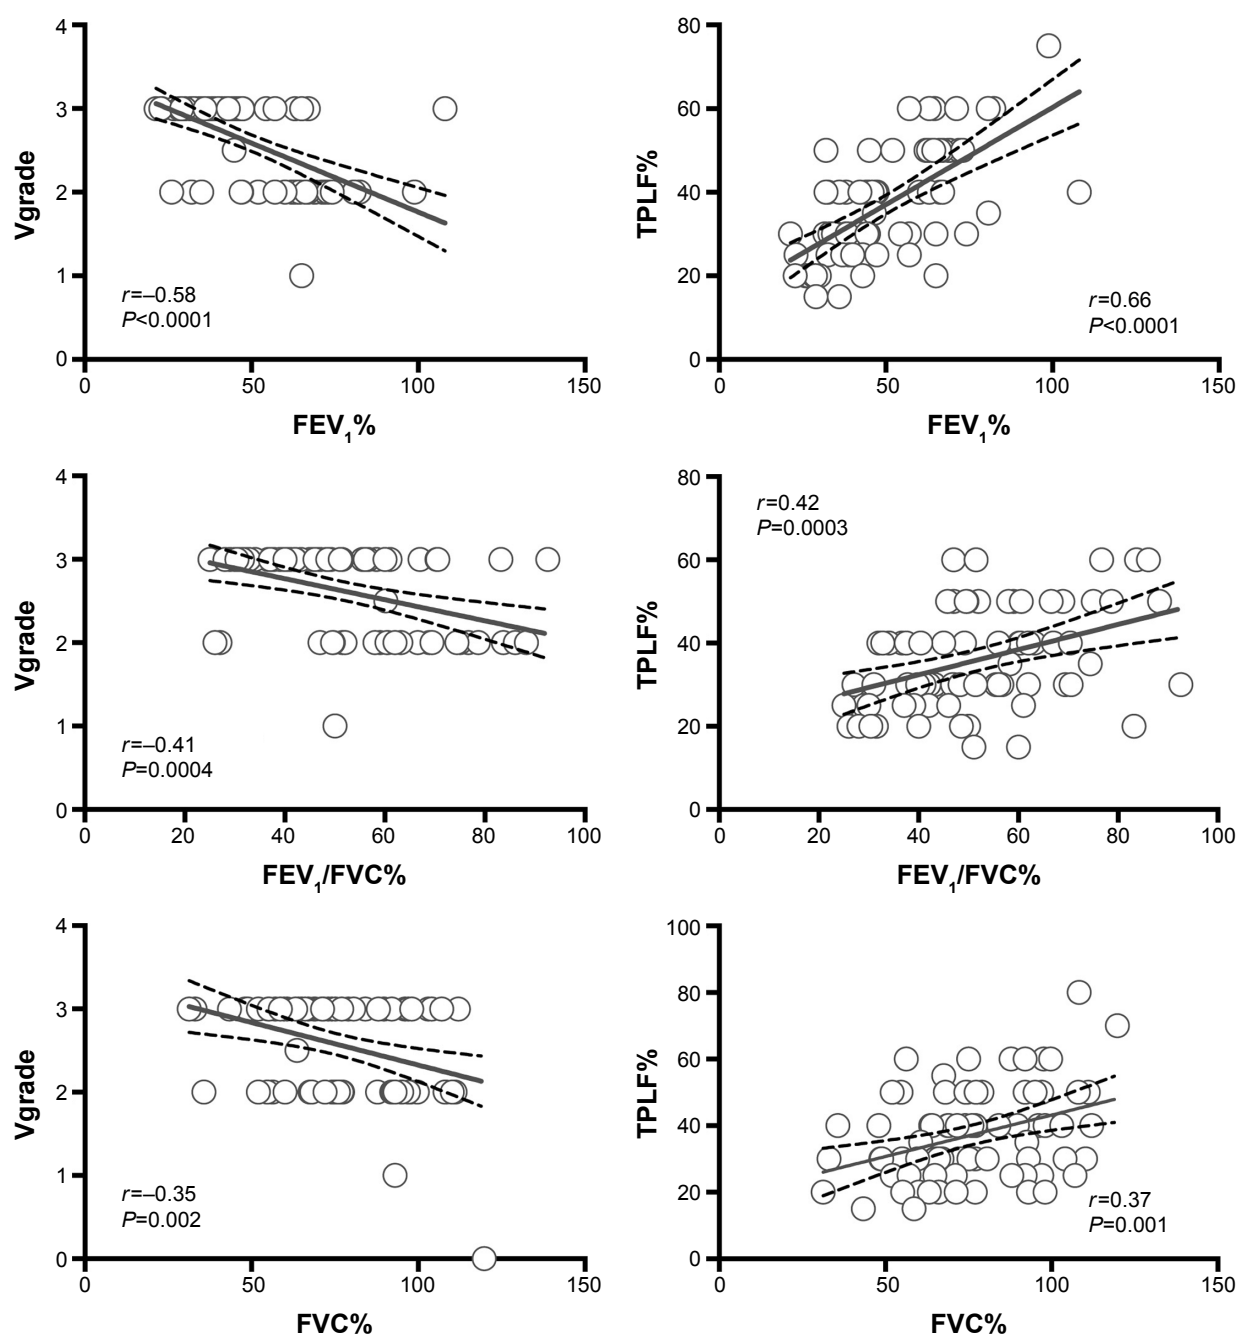 4
3
2
1
0
Vgrade
r=–0.58
P<0.0001
0 50 100 150
FEV₁%
80
60
40
20
0
TPLF%
r=0.66
P<0.0001
0 50 100 150
FEV₁%
4
3
2
1
0
Vgrade
r=–0.41
P=0.0004
0 20 40 60 80 100
FEV₁/FVC%
80
60
40
20
0
TPLF%
r=0.42
P=0.0003
0 20 40 60 80 100
FEV₁/FVC%
4
3
2
1
0
Vgrade
r=–0.35
P=0.002
0 50 100 150
FVC%
100
80
60
40
20
0
TPLF%
r=0.37
P=0.001
0 50 100 150
FVC%